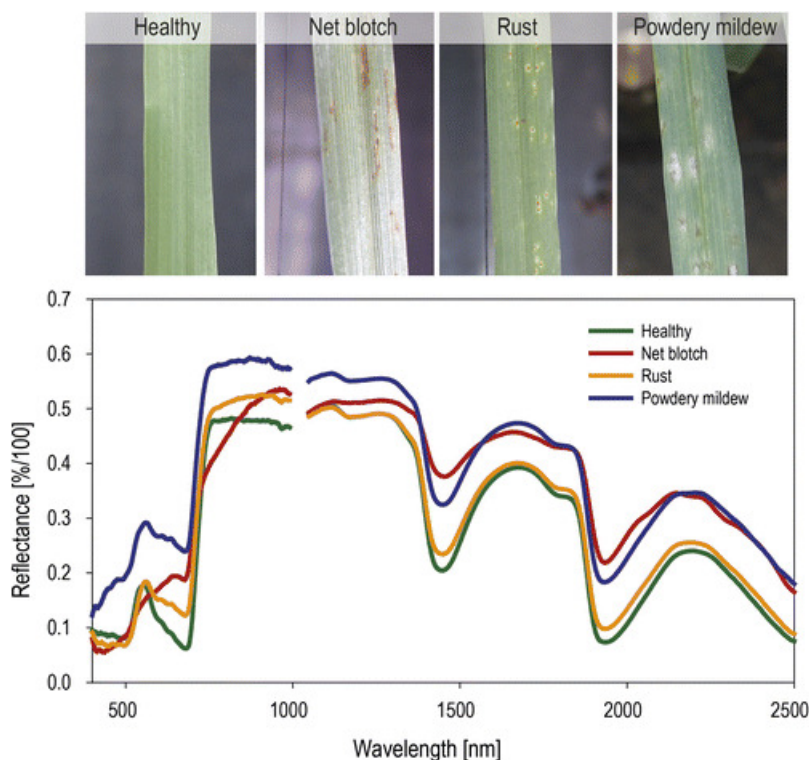 Healthy Net blotch Rust Powdery mildew
0.7
0.6
0.5
0.4
0.3
0.2
0.1
0.0
Reflectance [%/100]
Healthy
Net blotch
Rust
Powdery mildew
500 1000 1500 2000 2500
Wavelength [nm]